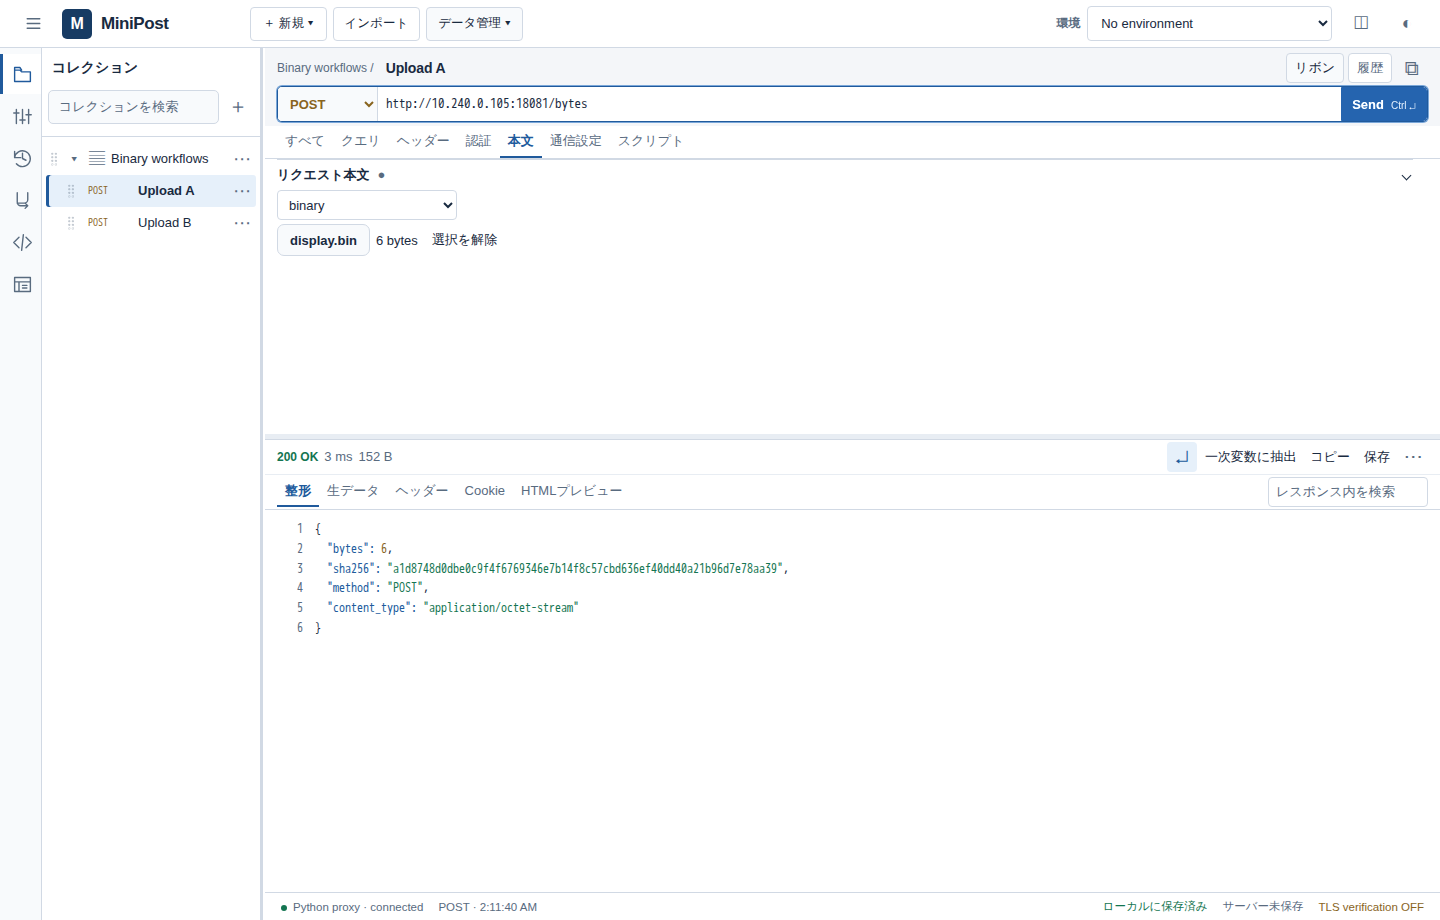 M MiniPost ＋ 新規 ▾ インポート データ管理 ▾ 環境 No environment
コレクション
コレクションを検索 ＋
▾ Binary workflows ···
POST Upload A ···
POST Upload B ···
Binary workflows / Upload A リボン 履歴
POST http://10.240.0.105:18081/bytes Send Ctrl ⏎
すべて クエリ ヘッダー 認証 本文 通信設定 スクリプト
リクエスト本文 ●
binary
display.bin 6 bytes 選択を解除
200 OK 3 ms 152 B 一次変数に抽出 コピー 保存 ···
整形 生データ ヘッダー Cookie HTMLプレビュー レスポンス内を検索
1 {
2 "bytes": 6,
3 "sha256": "a1d8748d0dbe0c9f4f6769346e7b14f8c57cbd636ef40dd40a21b96d7e78aa39",
4 "method": "POST",
5 "content_type": "application/octet-stream"
6 }
● Python proxy · connected POST · 2:11:40 AM ローカルに保存済み サーバー未保存 TLS verification OFF